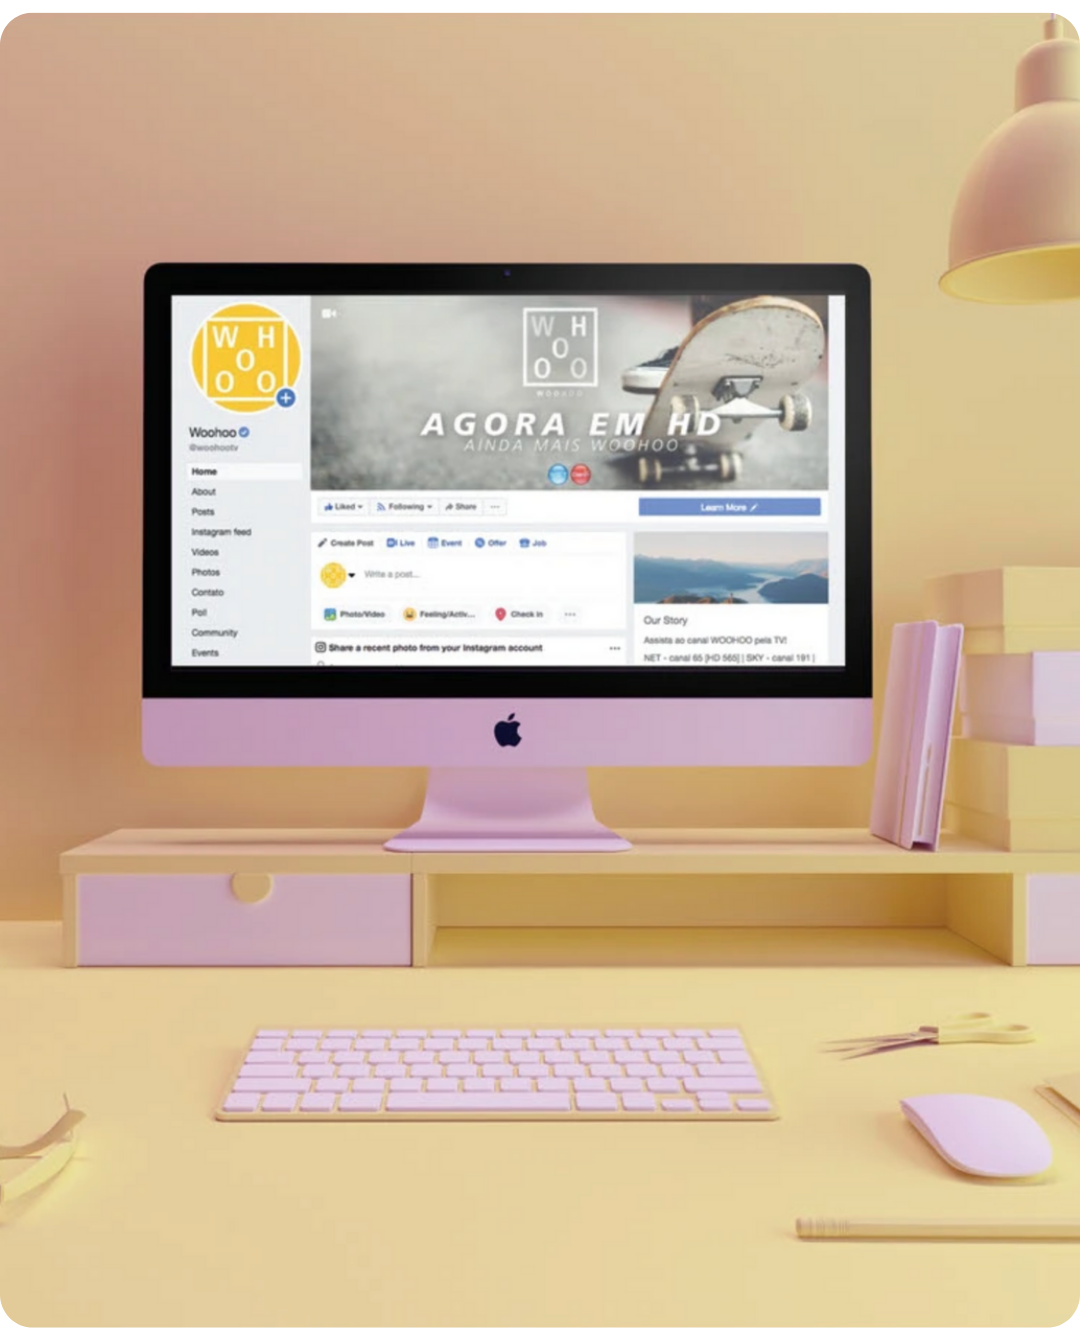 W H
O
O O
Woohoo
@woohootv
Home
About
Posts
Instagram feed
Videos
Photos
Contato
Poll
Community
Events
W H
O
O O
WOOHOO
AGORA EM HD
AINDA MAIS WOOHOO
Liked
Following
Share
Learn More
Create Post
Live
Event
Offer
Job
Write a post...
Photo/Video
Feeling/Activ...
Check in
Share a recent photo from your Instagram account
Our Story
Assista ao canal WOOHOO pela TV!
NET - canal 65 [HD 565] | SKY - canal 191 |